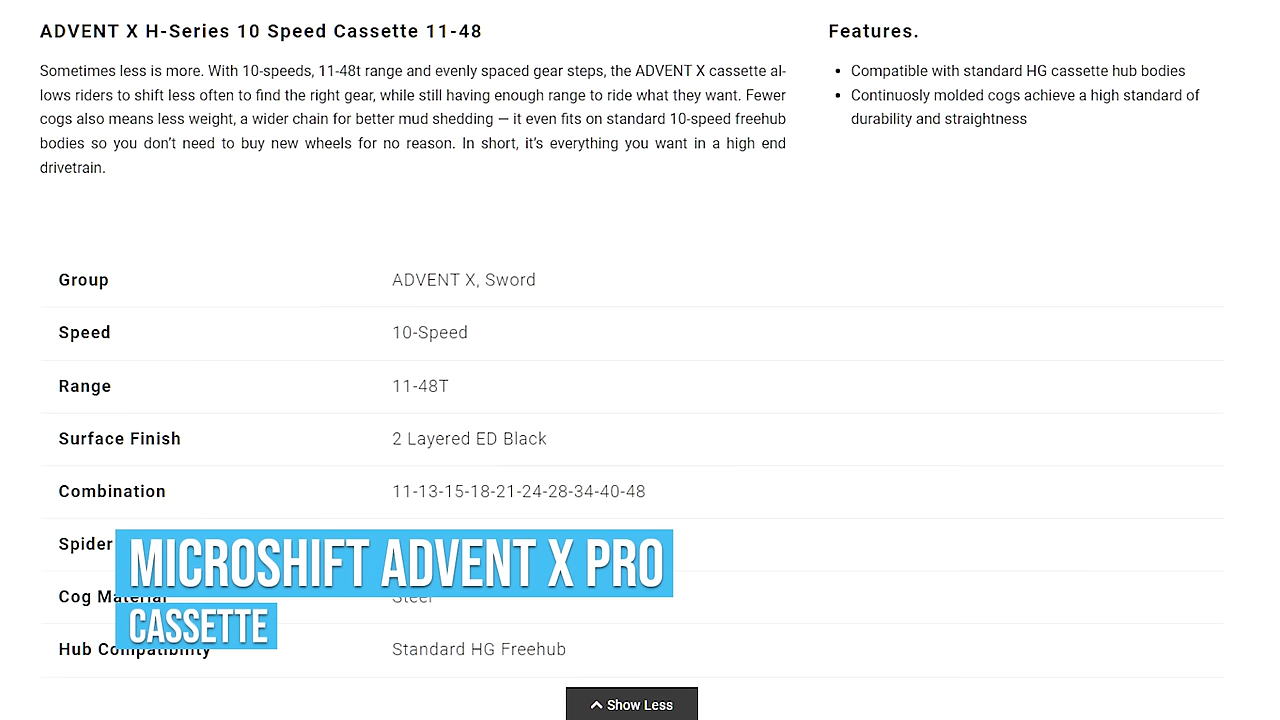 ADVENT X H-Series 10 Speed Cassette 11-48
Sometimes less is more. With 10-speeds, 11-48t range and evenly spaced gear steps, the ADVENT X cassette al-
lows riders to shift less often to find the right gear, while still having enough range to ride what they want. Fewer
cogs also means less weight, a wider chain for better mud shedding — it even fits on standard 10-speed freehub
bodies so you don't need to buy new wheels for no reason. In short, it's everything you want in a high end
drivetrain.
Features.
• Compatible with standard HG cassette hub bodies
• Continuosly molded cogs achieve a high standard of
durability and straightness
Group ADVENT X, Sword
Speed 10-Speed
Range 11-48T
Surface Finish 2 Layered ED Black
Combination 11-13-15-18-21-24-28-34-40-48
Spider
MICROSHIFT ADVENT X PRO
Cog Material Steel
CASSETTE
Hub Compatibility Standard HG Freehub
Show Less